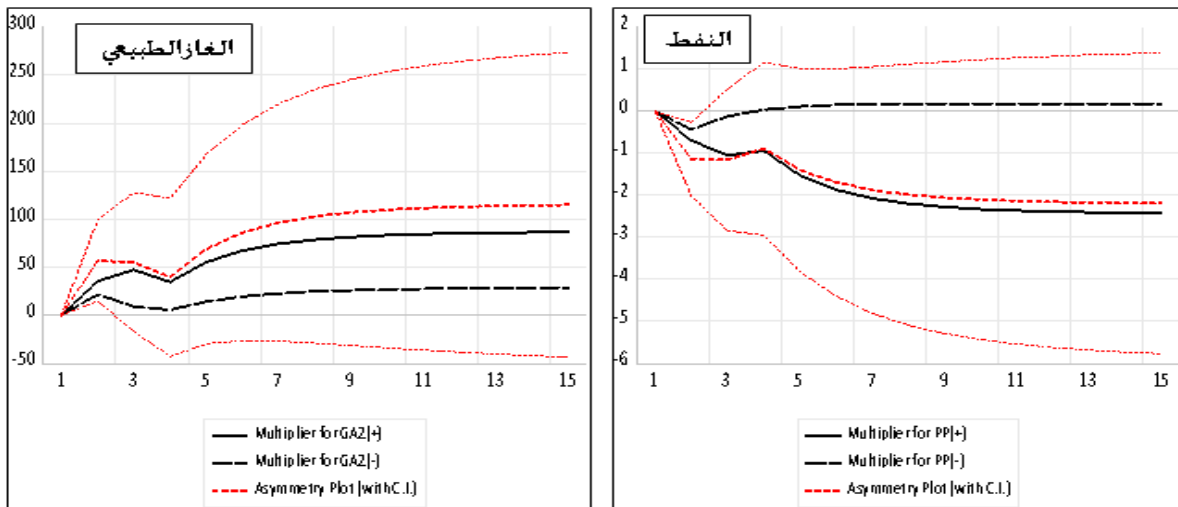 الغاز الطبيعي
300
250
200
150
100
50
0
-50
1 3 5 7 9 11 13 15
Multiplier for GA2(+)
Multiplier for GA2(-)
Asymmetry Plot (with C.I.)
النفط
2
1
0
-1
-2
-3
-4
-5
-6
1 3 5 7 9 11 13 15
Multiplier for PP(+)
Multiplier for PP(-)
Asymmetry Plot (with C.I.)